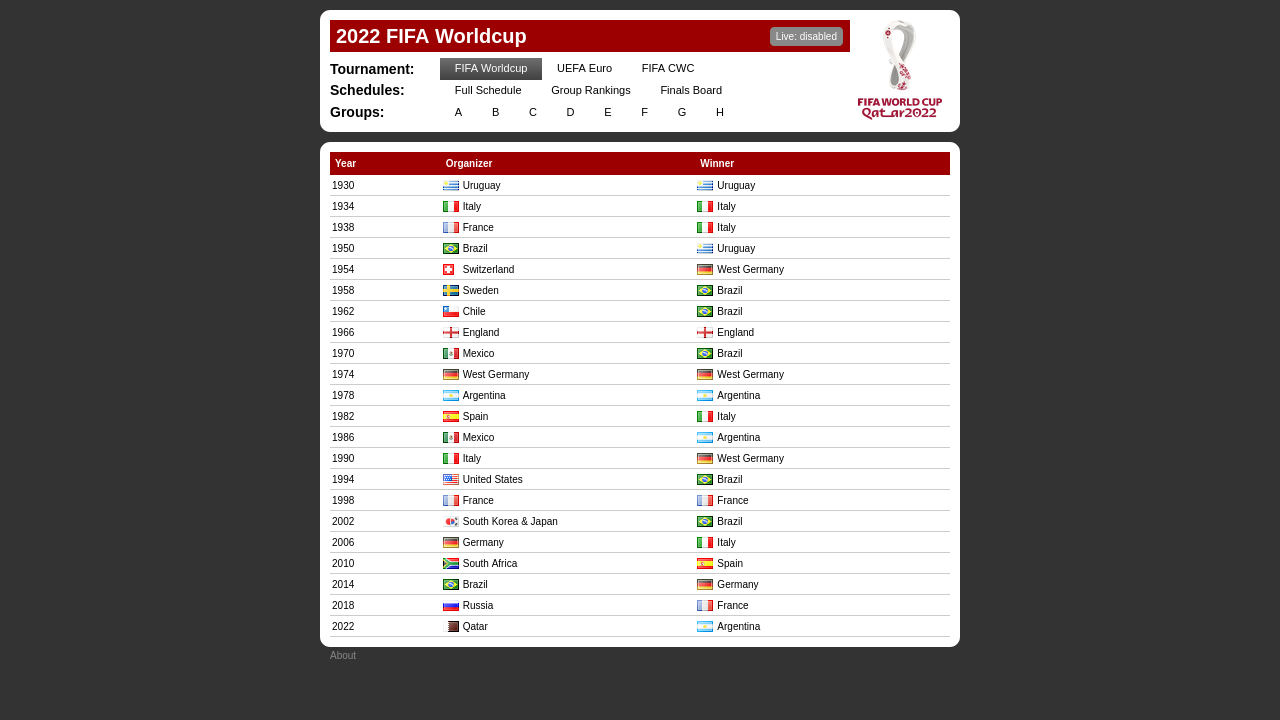 2022 FIFA Worldcup Live: disabled
Tournament: FIFA Worldcup UEFA Euro FIFA CWC
Schedules: Full Schedule Group Rankings Finals Board
Groups: A B C D E F G H
FIFA WORLD CUP
Qatar2022
Year Organizer Winner
1930 Uruguay Uruguay
1934 Italy Italy
1938 France Italy
1950 Brazil Uruguay
1954 Switzerland West Germany
1958 Sweden Brazil
1962 Chile Brazil
1966 England England
1970 Mexico Brazil
1974 West Germany West Germany
1978 Argentina Argentina
1982 Spain Italy
1986 Mexico Argentina
1990 Italy West Germany
1994 United States Brazil
1998 France France
2002 South Korea & Japan Brazil
2006 Germany Italy
2010 South Africa Spain
2014 Brazil Germany
2018 Russia France
2022 Qatar Argentina
About